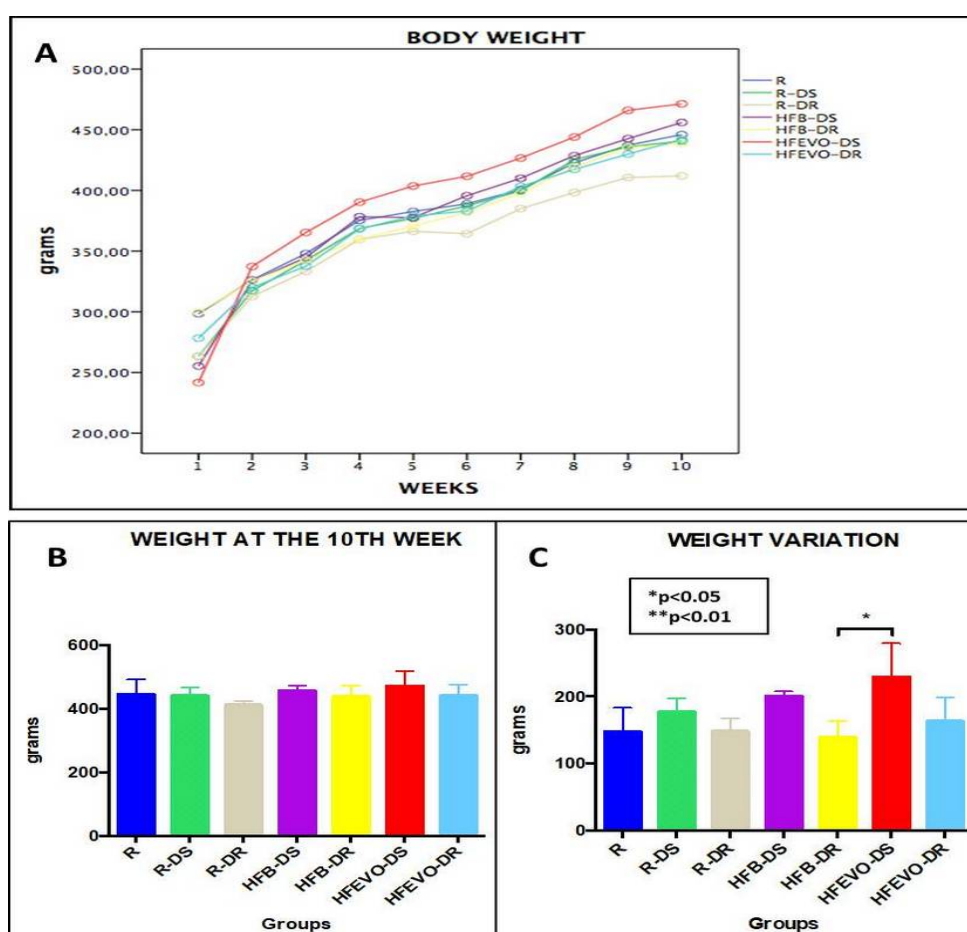 A
BODY WEIGHT
500,00
450,00
400,00
350,00
300,00
250,00
200,00
grams
1 2 3 4 5 6 7 8 9 10
WEEKS
R
R-DS
R-DR
HFB-DS
HFB-DR
HFEVO-DS
HFEVO-DR
B
WEIGHT AT THE 10TH WEEK
600
400
200
0
grams
R R-DS R-DR HFB-DS HFB-DR HFEVO-DS HFEVO-DR
Groups
C
WEIGHT VARIATION
*p<0.05
**p<0.01
*
300
200
100
0
grams
R R-DS R-DR HFB-DS HFB-DR HFEVO-DS HFEVO-DR
Groups